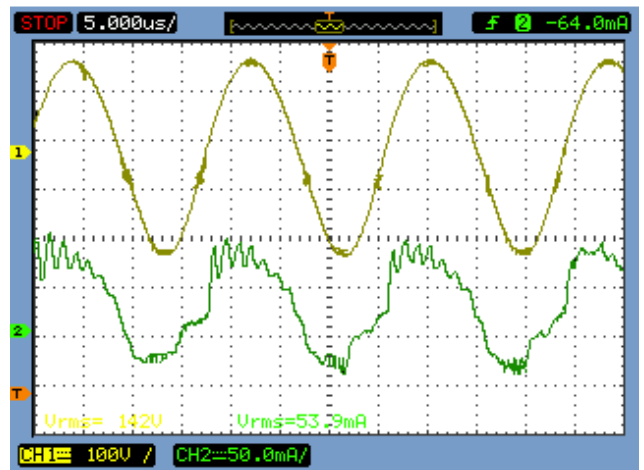 STOP 5.000us/ T 2 -64.0mA
T
1
2
T
Vrms= 142V Vrms=53.9mA
CH1 100V / CH2 50.0mA/